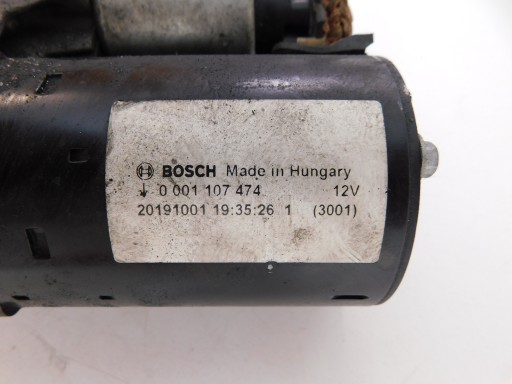 BOSCH Made in Hungary
↓ 0 001 107 474 12V
20191001 19:35:26 1 (3001)